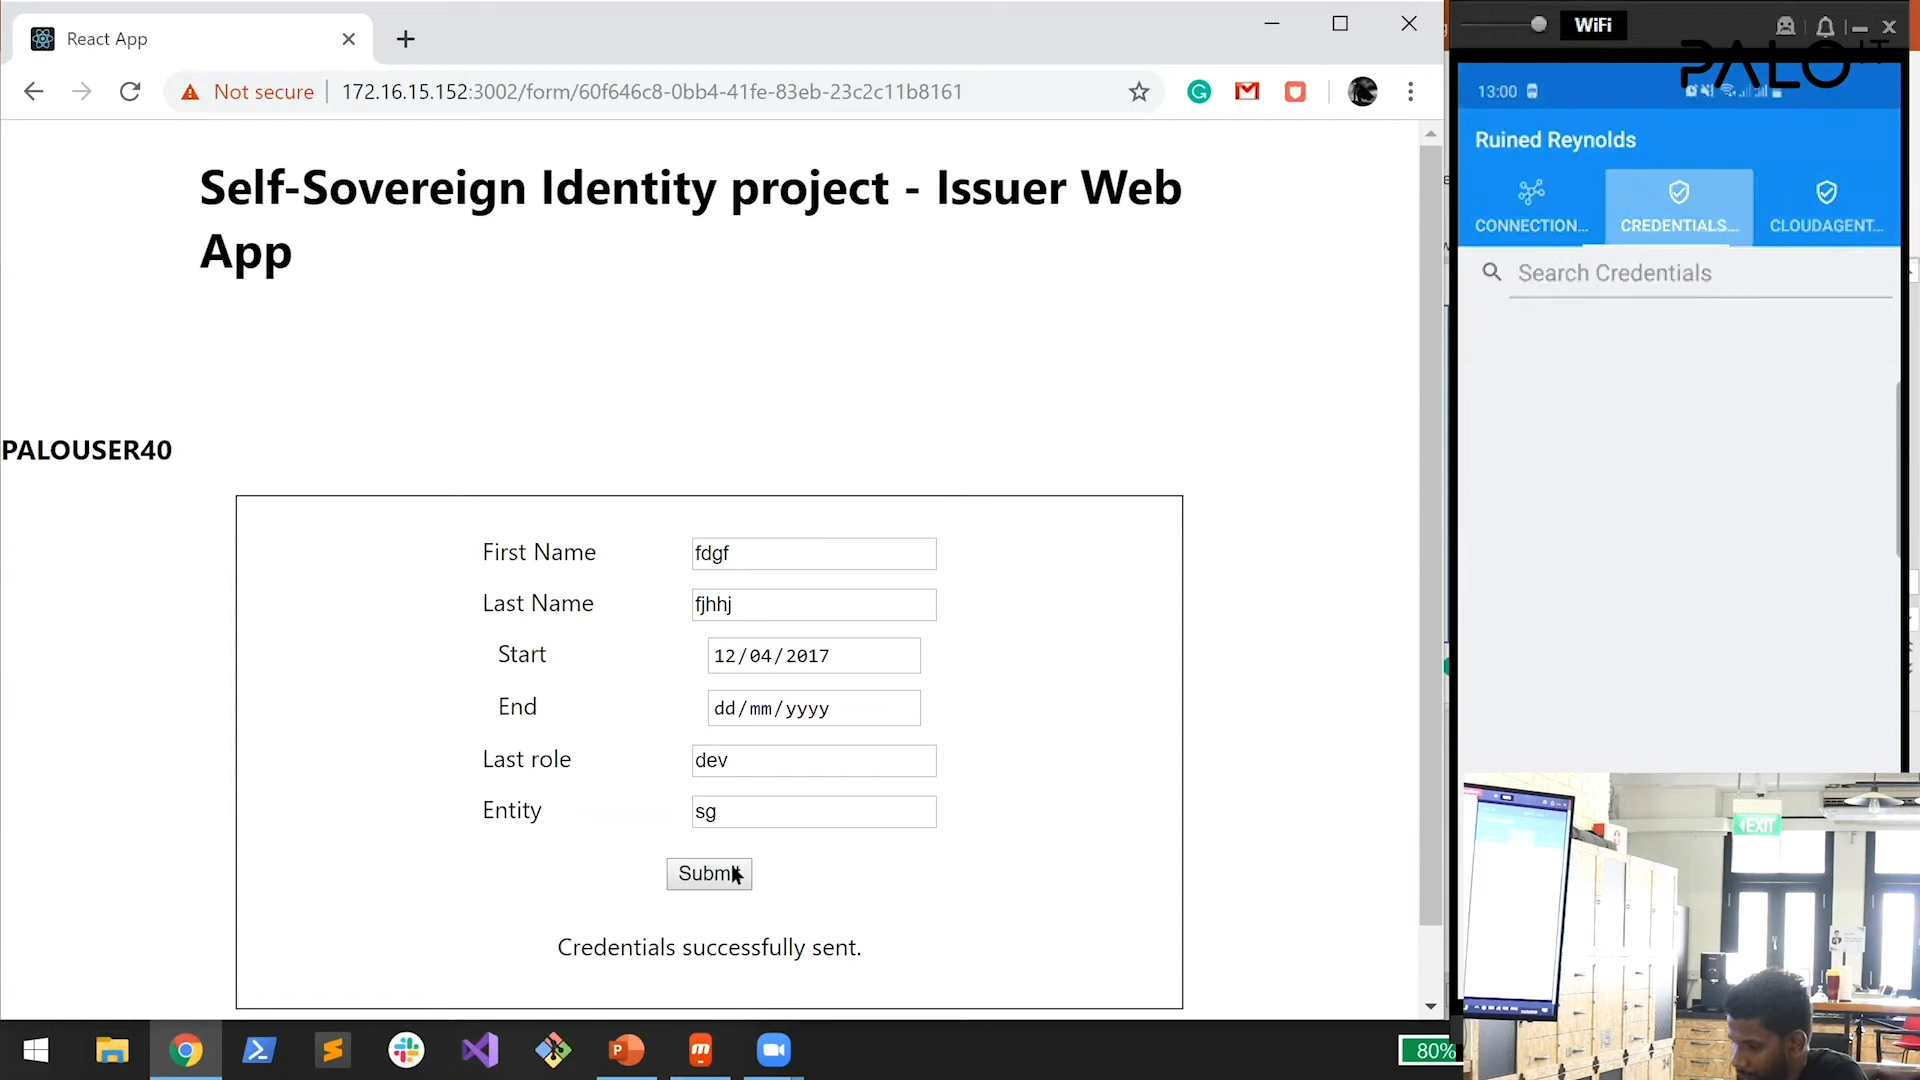 React App
Not secure
172.16.15.152:3002/form/60f646c8-0bb4-41fe-83eb-23c2c11b8161
Self-Sovereign Identity project - Issuer Web
App
PALOUSER40
First Name
fdgf
Last Name
fjhhj
Start
12/04/2017
End
dd/mm/yyyy
Last role
dev
Entity
sg
Credentials successfully sent.
80%
WiFi
PALO IT
13:00
Ruined Reynolds
CONNECTION...
CREDENTIALS...
CLOUDAGENT...
Search Credentials
EXIT